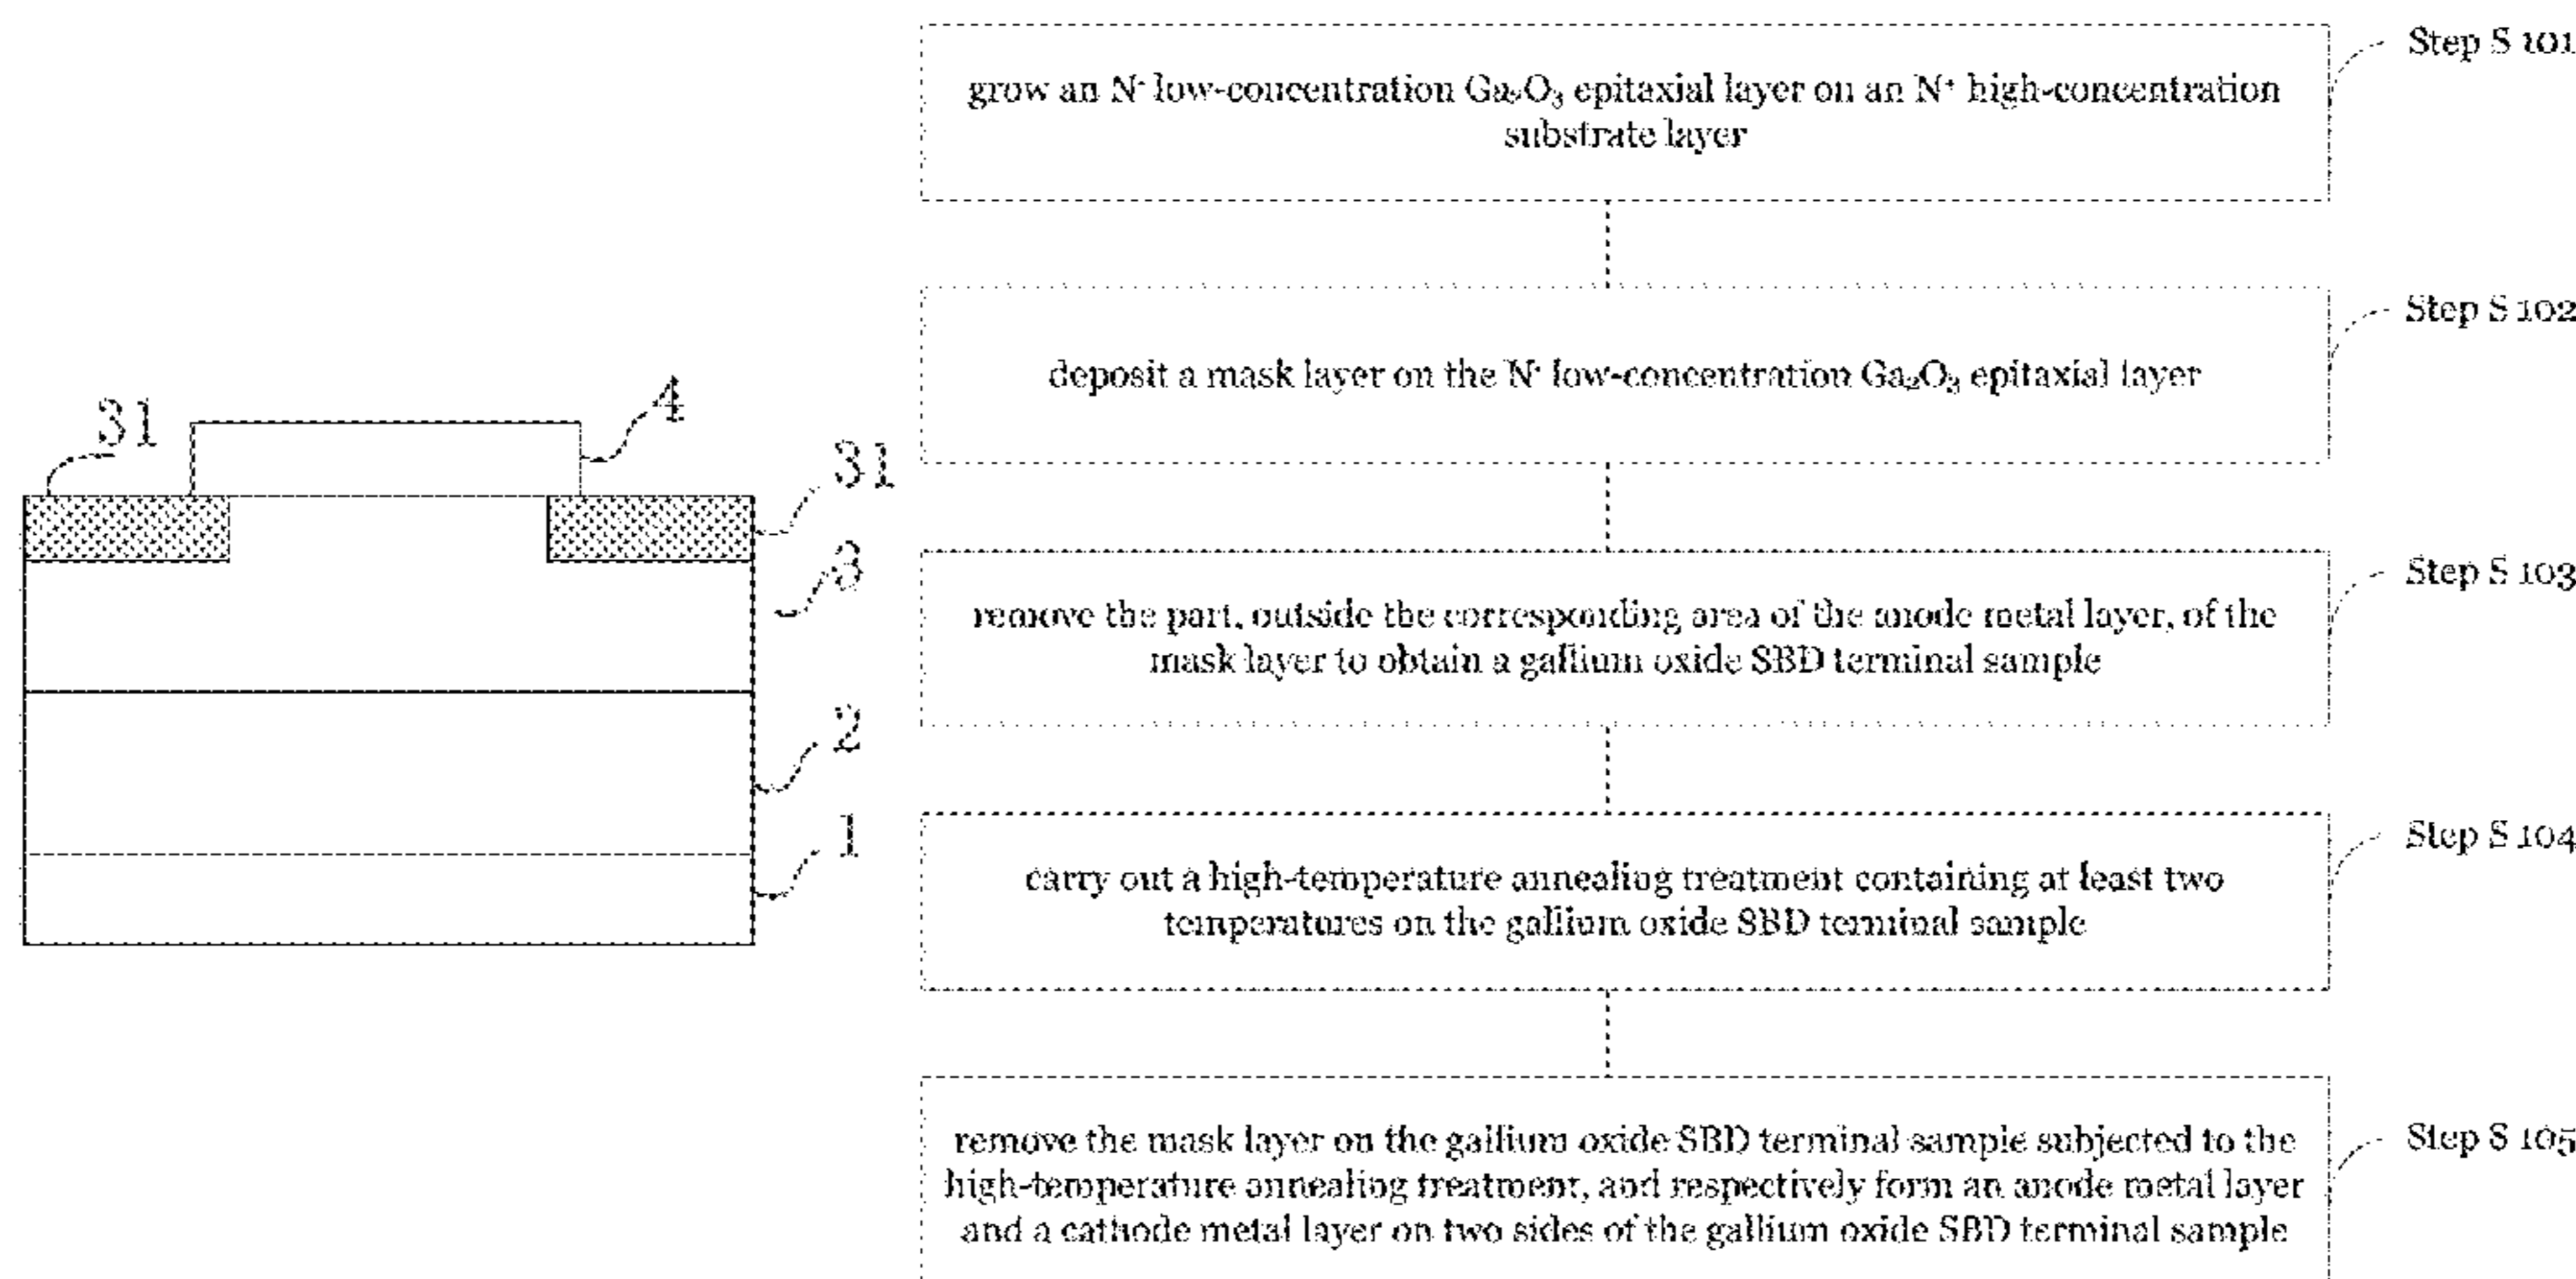 31
4
31
3
2
1
grow an N⁻ low-concentration Ga₂O₃ epitaxial layer on an N⁺ high-concentration
substrate layer
Step S 101
deposit a mask layer on the N⁻ low-concentration Ga₂O₃ epitaxial layer
Step S 102
remove the part, outside the corresponding area of the anode metal layer, of the
mask layer to obtain a gallium oxide SBD terminal sample
Step S 103
carry out a high-temperature annealing treatment containing at least two
temperatures on the gallium oxide SBD terminal sample
Step S 104
remove the mask layer on the gallium oxide SBD terminal sample subjected to the
high-temperature annealing treatment, and respectively form an anode metal layer
and a cathode metal layer on two sides of the gallium oxide SBD terminal sample
Step S 105